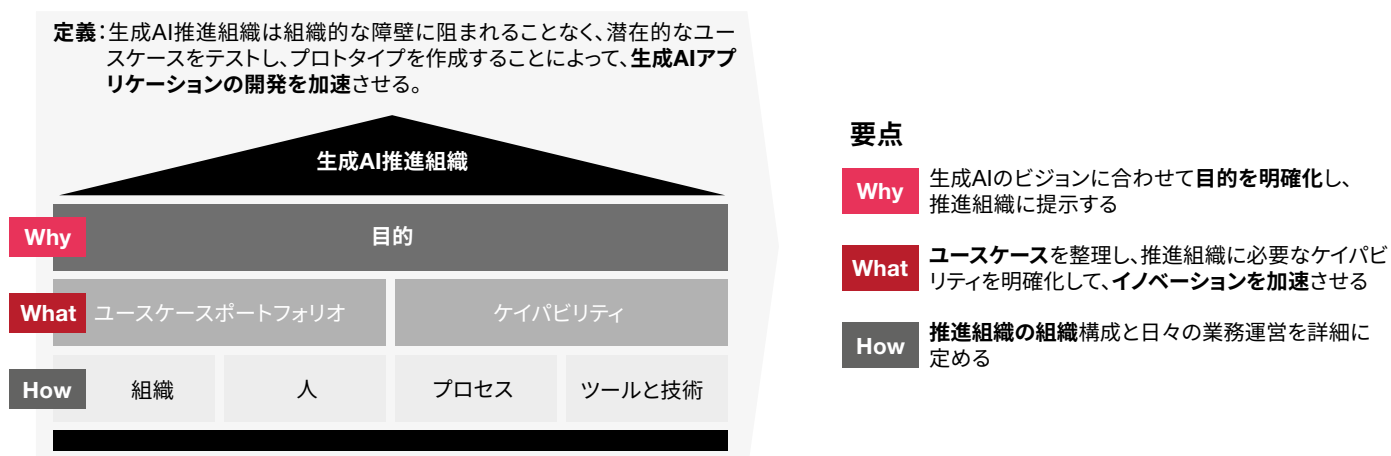 定義：生成AI推進組織は組織的な障壁に阻まれることなく、潜在的なユー
スケースをテストし、プロトタイプを作成することによって、生成AIアプ
リケーションの開発を加速させる。
生成AI推進組織
Why
目的
What
ユースケースポートフォリオ
ケイパビリティ
How
組織
人
プロセス
ツールと技術
要点
Why
生成AIのビジョンに合わせて目的を明確化し、
推進組織に提示する
What
ユースケースを整理し、推進組織に必要なケイパビ
リティを明確化して、イノベーションを加速させる
How
推進組織の組織構成と日々の業務運営を詳細に
定める